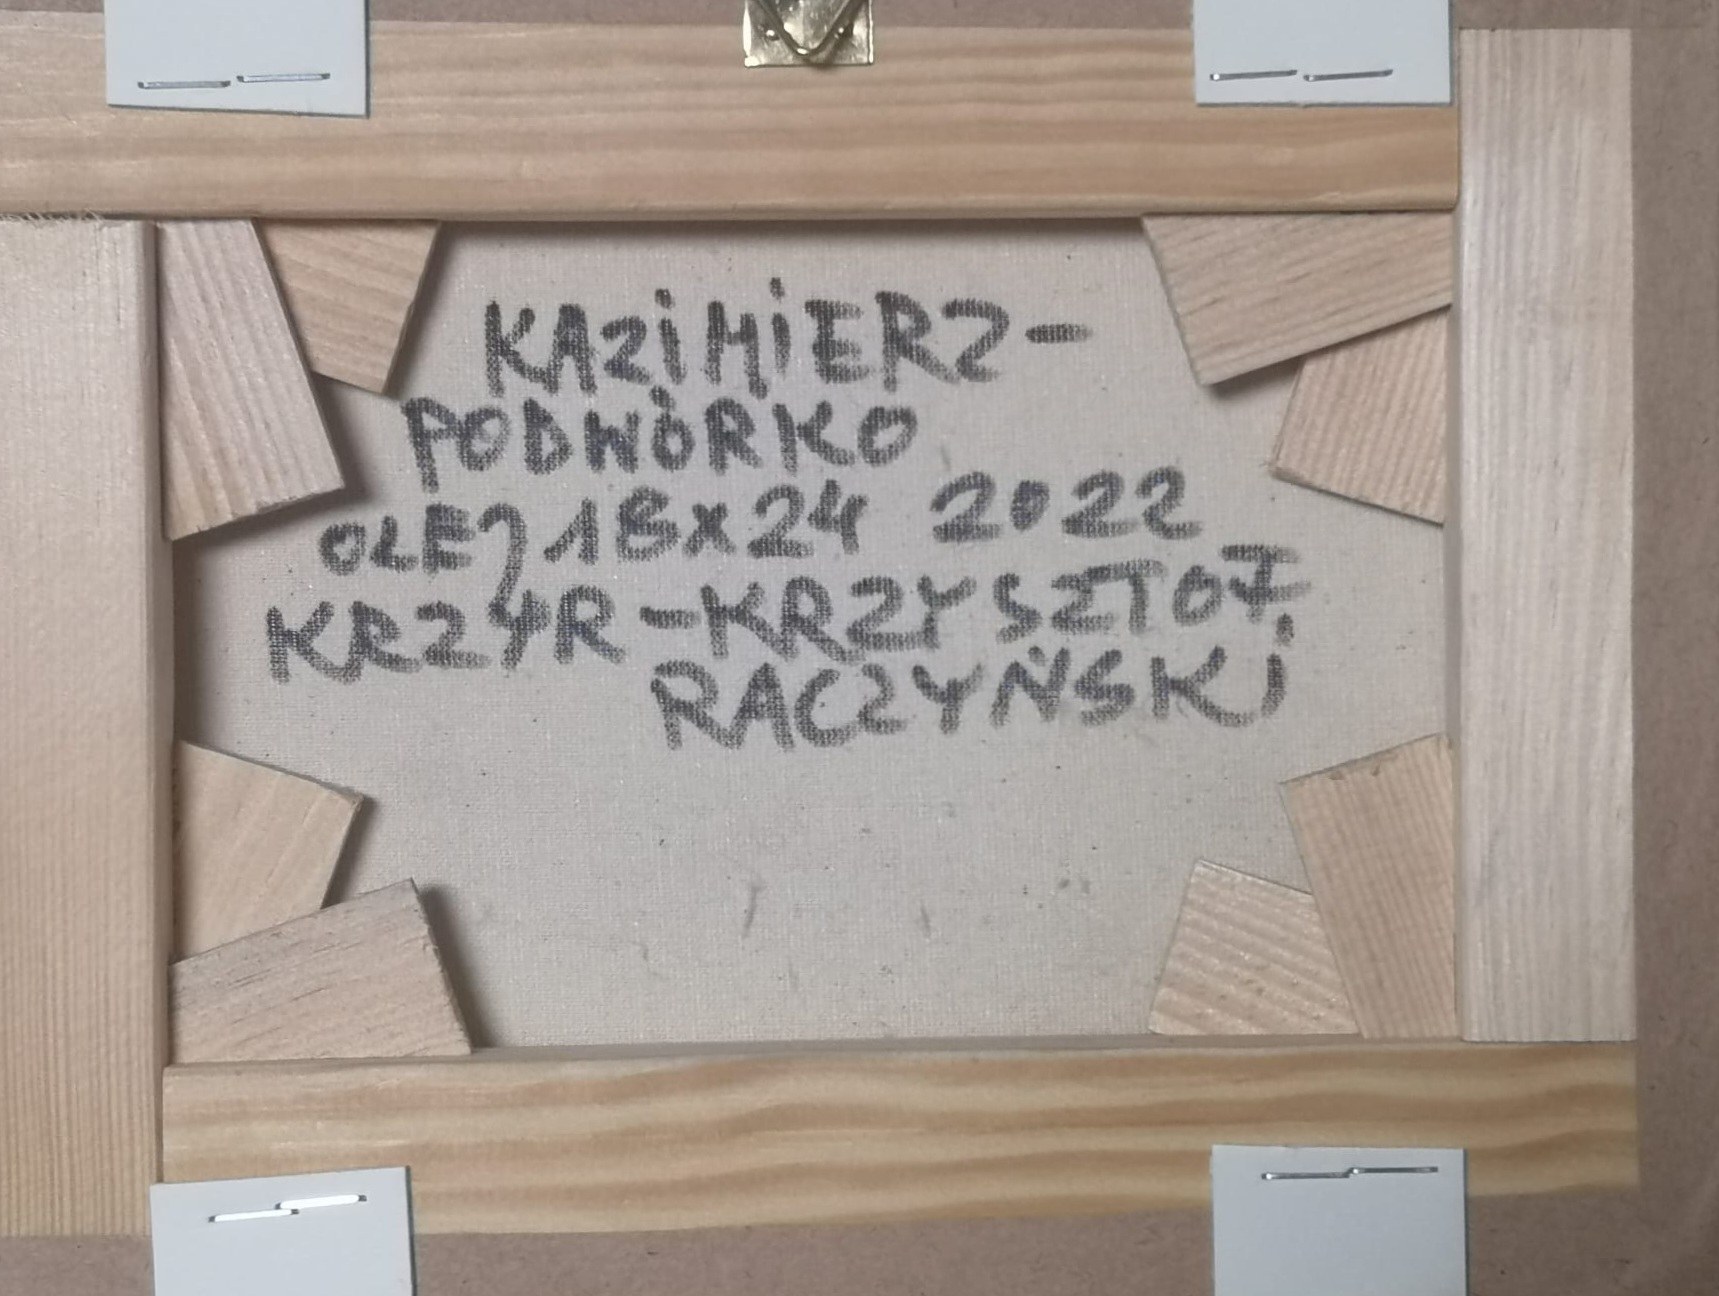 KAZiMiERZ-
PODWÓRKO
OLEJ 18x24 2022
KRZYR-KRZYSZTOF
RACZYŃSKi